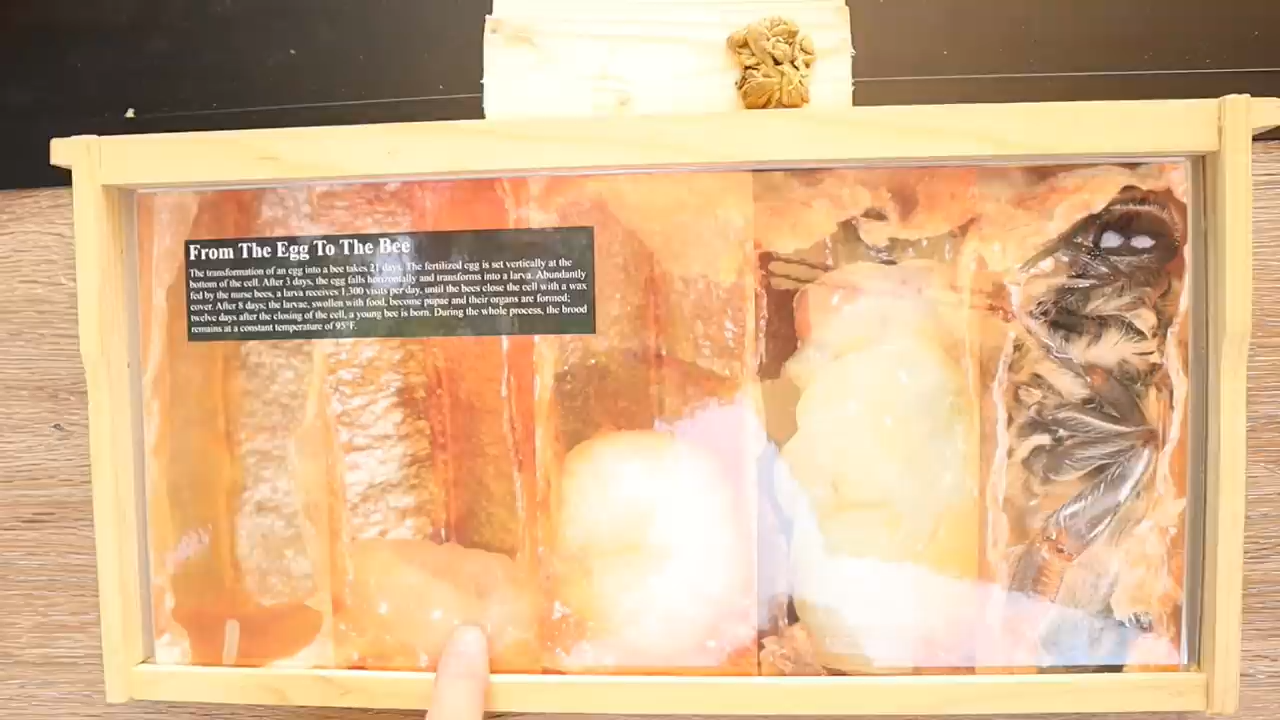 From The Egg To The Bee
The transformation of an egg into a bee takes 21 days. The fertilized egg is set vertically at the
bottom of the cell. After 3 days, the egg falls horizontally and transforms into a larva. Abundantly
fed by the nurse bees, a larva receives 1,300 visits per day, until the bees close the cell with a wax
cover. After 8 days; the larvae, swollen with food, become pupae and their organs are formed;
twelve days after the closing of the cell, a young bee is born. During the whole process, the brood
remains at a constant temperature of 95°F.